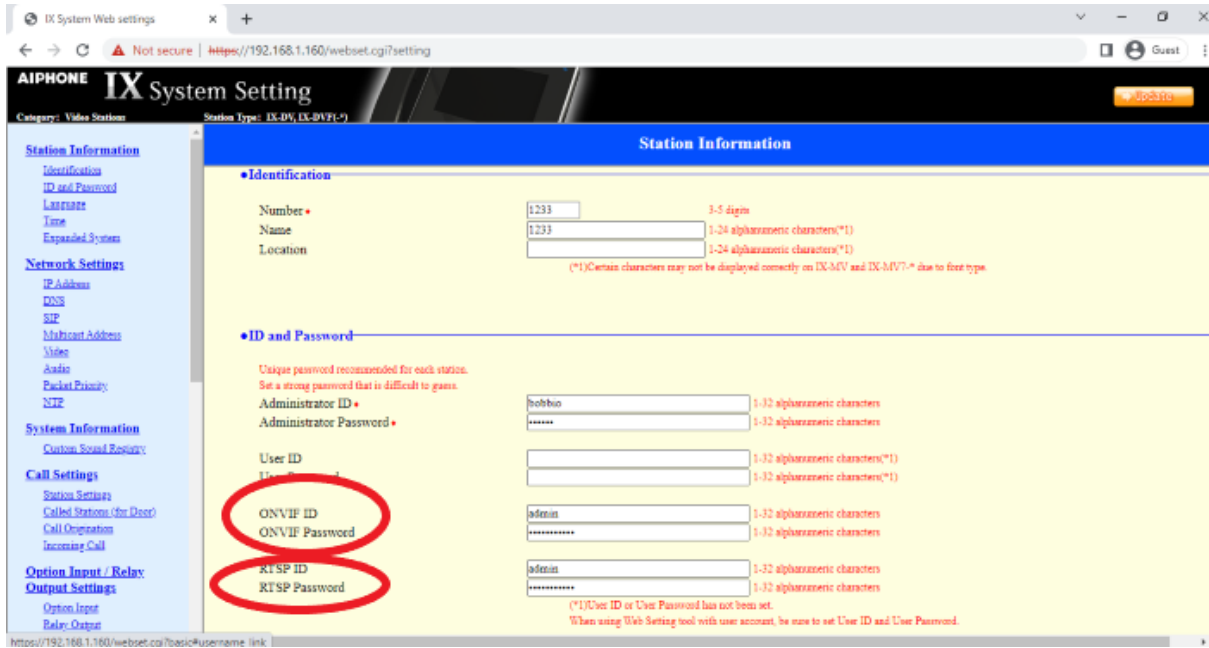 IX System Web settings
Not secure | https://192.168.1.160/webset.cgi?setting
Guest
AIPHONE IX System Setting
Update
Category: Video Stations Station Type: IX-DV, IX-DVF(-*)
Station Information
Station Information
Identification
ID and Password
Language
Time
Expanded System
Network Settings
IP Address
DNS
SIP
Multicast Address
Video
Audio
Packet Priority
NTP
System Information
Custom Sound Registry
Call Settings
Station Settings
Called Stations (for Door)
Call Origination
Incoming Call
Option Input / Relay
Output Settings
Option Input
Relay Output
●Identification
Number♦ 1233 3-5 digits
Name 1233 1-24 alphanumeric characters(*1)
Location 1-24 alphanumeric characters(*1)
(*1)Certain characters may not be displayed correctly on IX-MV and IX-MV7-* due to font type.
●ID and Password
Unique password recommended for each station.
Set a strong password that is difficult to guess.
Administrator ID♦ bobbio 1-32 alphanumeric characters
Administrator Password♦ •••••• 1-32 alphanumeric characters
User ID 1-32 alphanumeric characters(*1)
1-32 alphanumeric characters(*1)
ONVIF ID admin 1-32 alphanumeric characters
ONVIF Password ••••••••••• 1-32 alphanumeric characters
RTSP ID admin 1-32 alphanumeric characters
RTSP Password ••••••••••• 1-32 alphanumeric characters
(*1)User ID or User Password has not been set.
When using Web Setting tool with user account, be sure to set User ID and User Password.
https://192.168.1.160/webset.cgi?basic#username_link